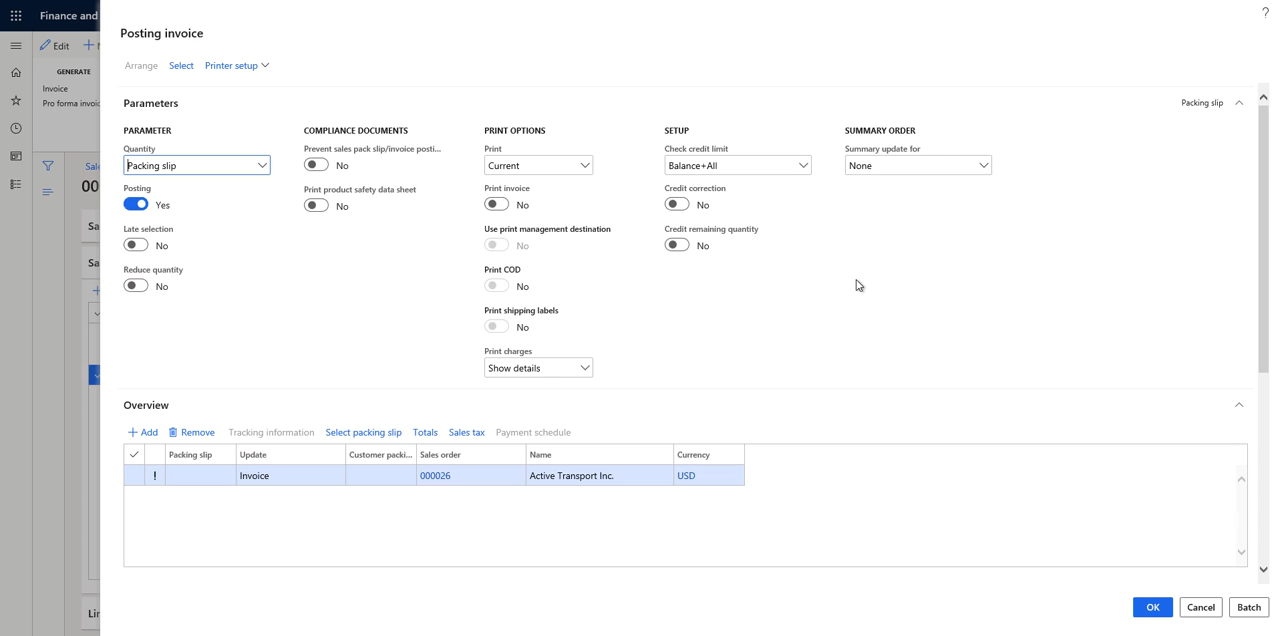 Finance and
?
Posting invoice
Edit
Arrange Select Printer setup
GENERATE
Invoice
Pro forma invoic
Parameters
Packing slip
PARAMETER
Quantity
Packing slip
Posting
Yes
Late selection
No
Reduce quantity
No
COMPLIANCE DOCUMENTS
Prevent sales pack slip/invoice posti...
No
Print product safety data sheet
No
PRINT OPTIONS
Print
Current
Print invoice
No
Use print management destination
No
Print COD
No
Print shipping labels
No
Print charges
Show details
SETUP
Check credit limit
Balance+All
Credit correction
No
Credit remaining quantity
No
SUMMARY ORDER
Summary update for
None
Sale
00
Sa
Sa
Lir
Overview
+ Add Remove Tracking information Select packing slip Totals Sales tax Payment schedule
Packing slip Update Customer packi... Sales order Name Currency
! Invoice 000026 Active Transport Inc. USD
OK Cancel Batch